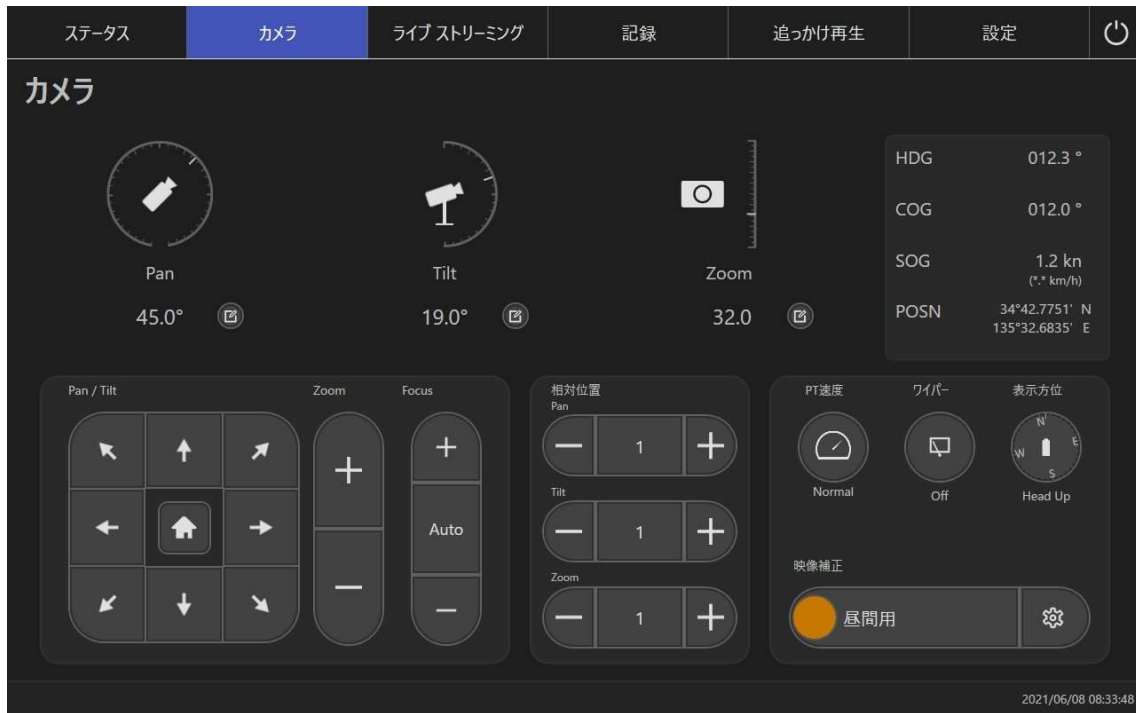 ステータス
カメラ
ライブ ストリーミング
記録
追っかけ再生
設定
カメラ
Pan
45.0°
Tilt
19.0°
Zoom
32.0
HDG 012.3 °
COG 012.0 °
SOG 1.2 kn
(*.* km/h)
POSN 34°42.7751' N
135°32.6835' E
Pan / Tilt
Zoom
Focus
Auto
相対位置
Pan
1
Tilt
1
Zoom
1
PT速度
Normal
ワイパー
Off
表示方位
N
E
W
S
Head Up
映像補正
昼間用
2021/06/08 08:33:48